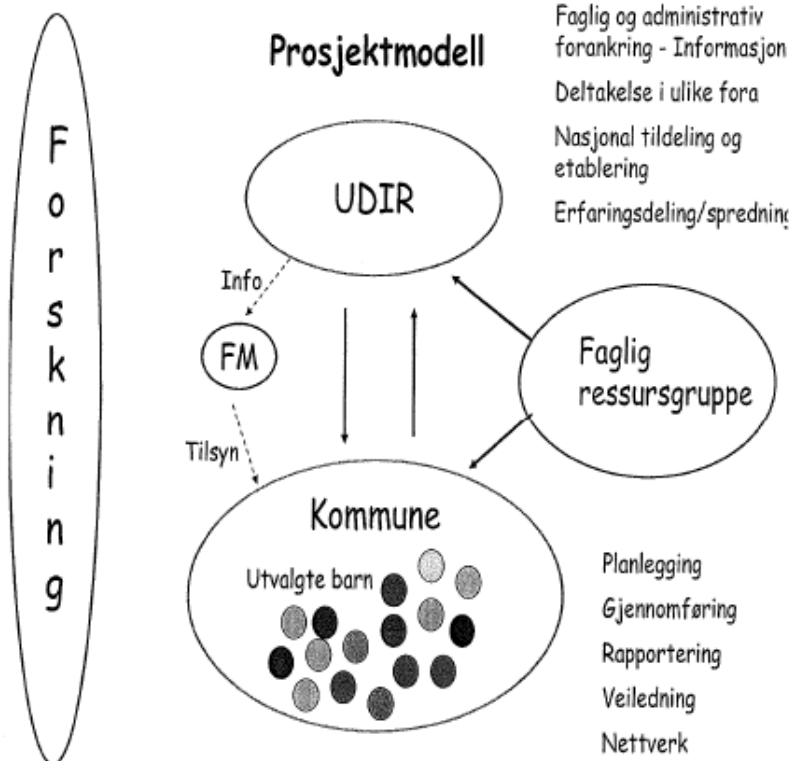 Prosjektmodell
Faglig og administrativ
forankring - Informasjon
Deltakelse i ulike fora
Nasjonal tildeling og
etablering
Erfaringsdeling/spredning
Forskning
UDIR
Info
FM
Tilsyn
Faglig
ressursgruppe
Kommune
Utvalgte barn
Planlegging
Gjennomføring
Rapportering
Veiledning
Nettverk